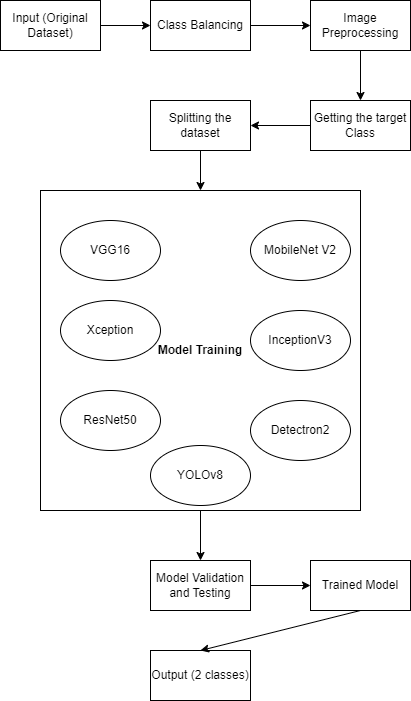 Input (Original
Dataset)
Class Balancing
Image
Preprocessing
Getting the target
Class
Splitting the
dataset
VGG16
MobileNet V2
Xception
InceptionV3
Model Training
ResNet50
Detectron2
YOLOv8
Model Validation
and Testing
Trained Model
Output (2 classes)